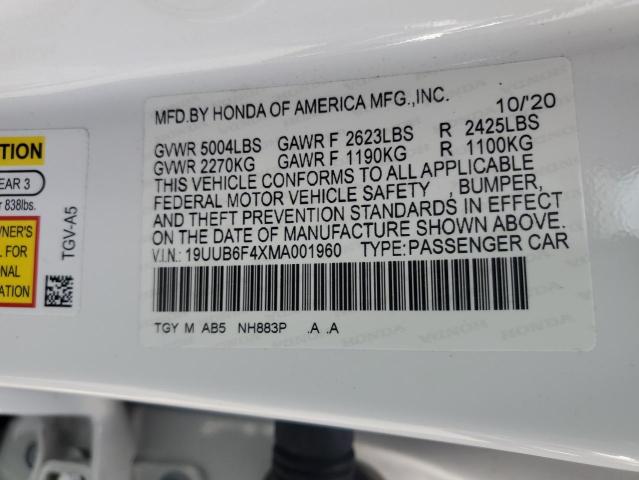 MFD.BY HONDA OF AMERICA MFG.,INC. 10/'20
GVWR 5004LBS GAWR F 2623LBS R 2425LBS
GVWR 2270KG GAWR F 1190KG R 1100KG
THIS VEHICLE CONFORMS TO ALL APPLICABLE
FEDERAL MOTOR VEHICLE SAFETY , BUMPER,
AND THEFT PREVENTION STANDARDS IN EFFECT
ON THE DATE OF MANUFACTURE SHOWN ABOVE.
V.I.N.: 19UUB6F4XMA001960 TYPE:PASSENGER CAR
TGY M AB5 NH883P .A .A
TION
EAR 3
r 838lbs.
WNER'S
L FOR
ONAL
MATION
TGV-A5
HONDA